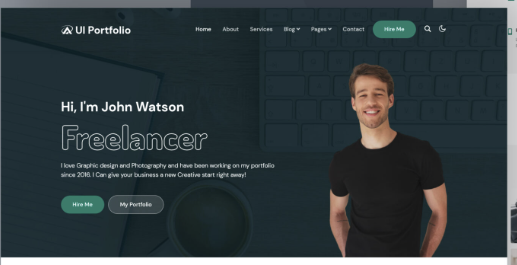 UI Portfolio
Home About Services Blog Pages Contact Hire Me
Hi, I'm John Watson
Freelancer
I love Graphic design and Photography and have been working on my portfolio
since 2016. I Can give your business a new Creative start right away!
Hire Me My Portfolio